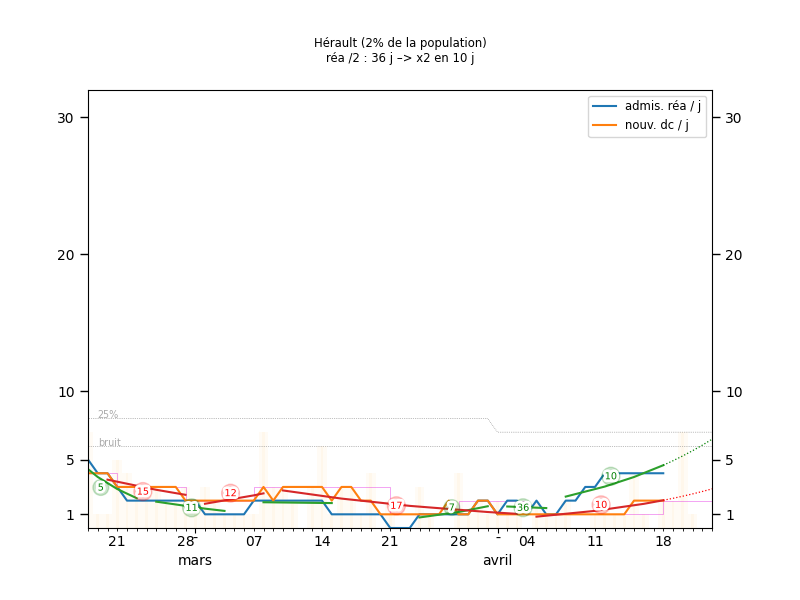 Hérault (2% de la population)
réa /2 : 36 j –> x2 en 10 j
admis. réa / j
nouv. dc / j
30 30
20 20
10 10
25%
bruit
5 5
1 1
5 15 11 12 17 7 36 10 10
21 28 07 14 21 28 - 04 11 18
mars avril